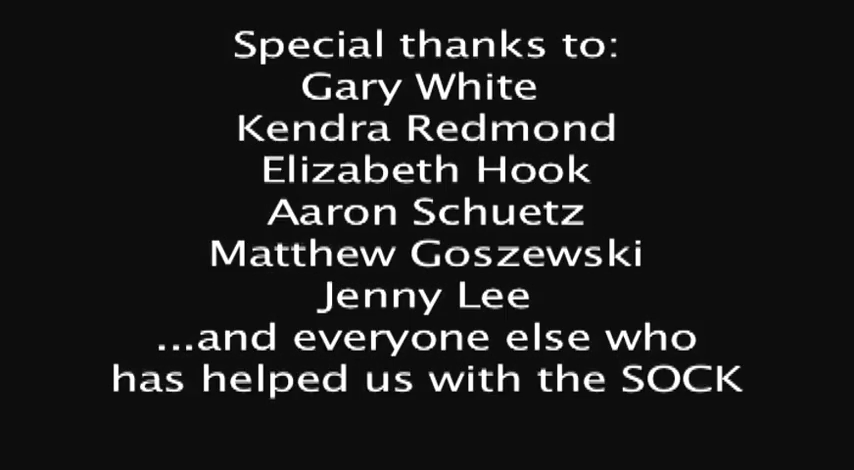 Special thanks to:
Gary White
Kendra Redmond
Elizabeth Hook
Aaron Schuetz
Matthew Goszewski
Jenny Lee
...and everyone else who
has helped us with the SOCK